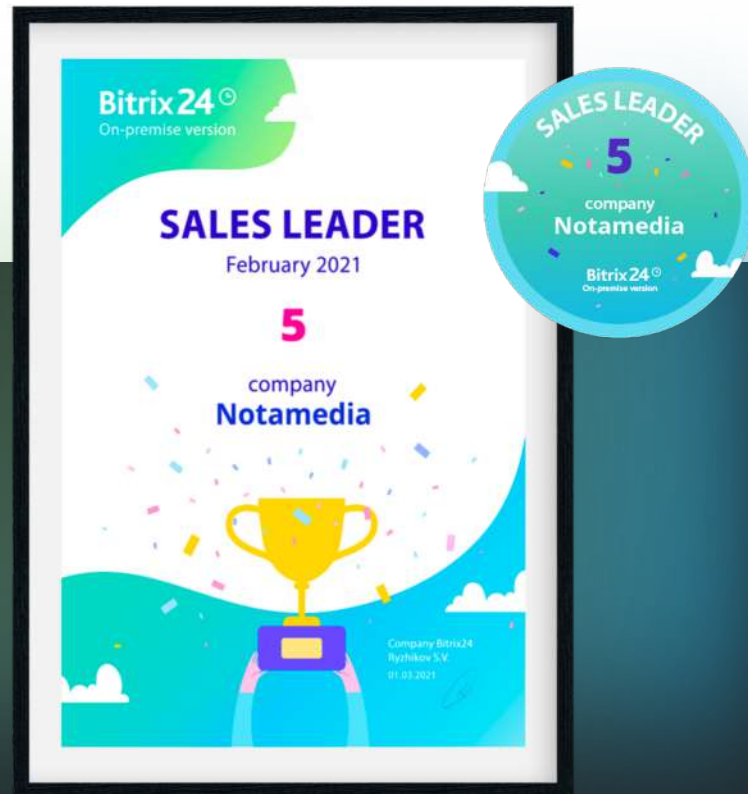 Bitrix24
On-premise version
SALES LEADER
February 2021
5
company
Notamedia
Company Bitrix24
Ryzhikov S.V.
01.03.2021
SALES LEADER
5
company
Notamedia
Bitrix24
On-premise version